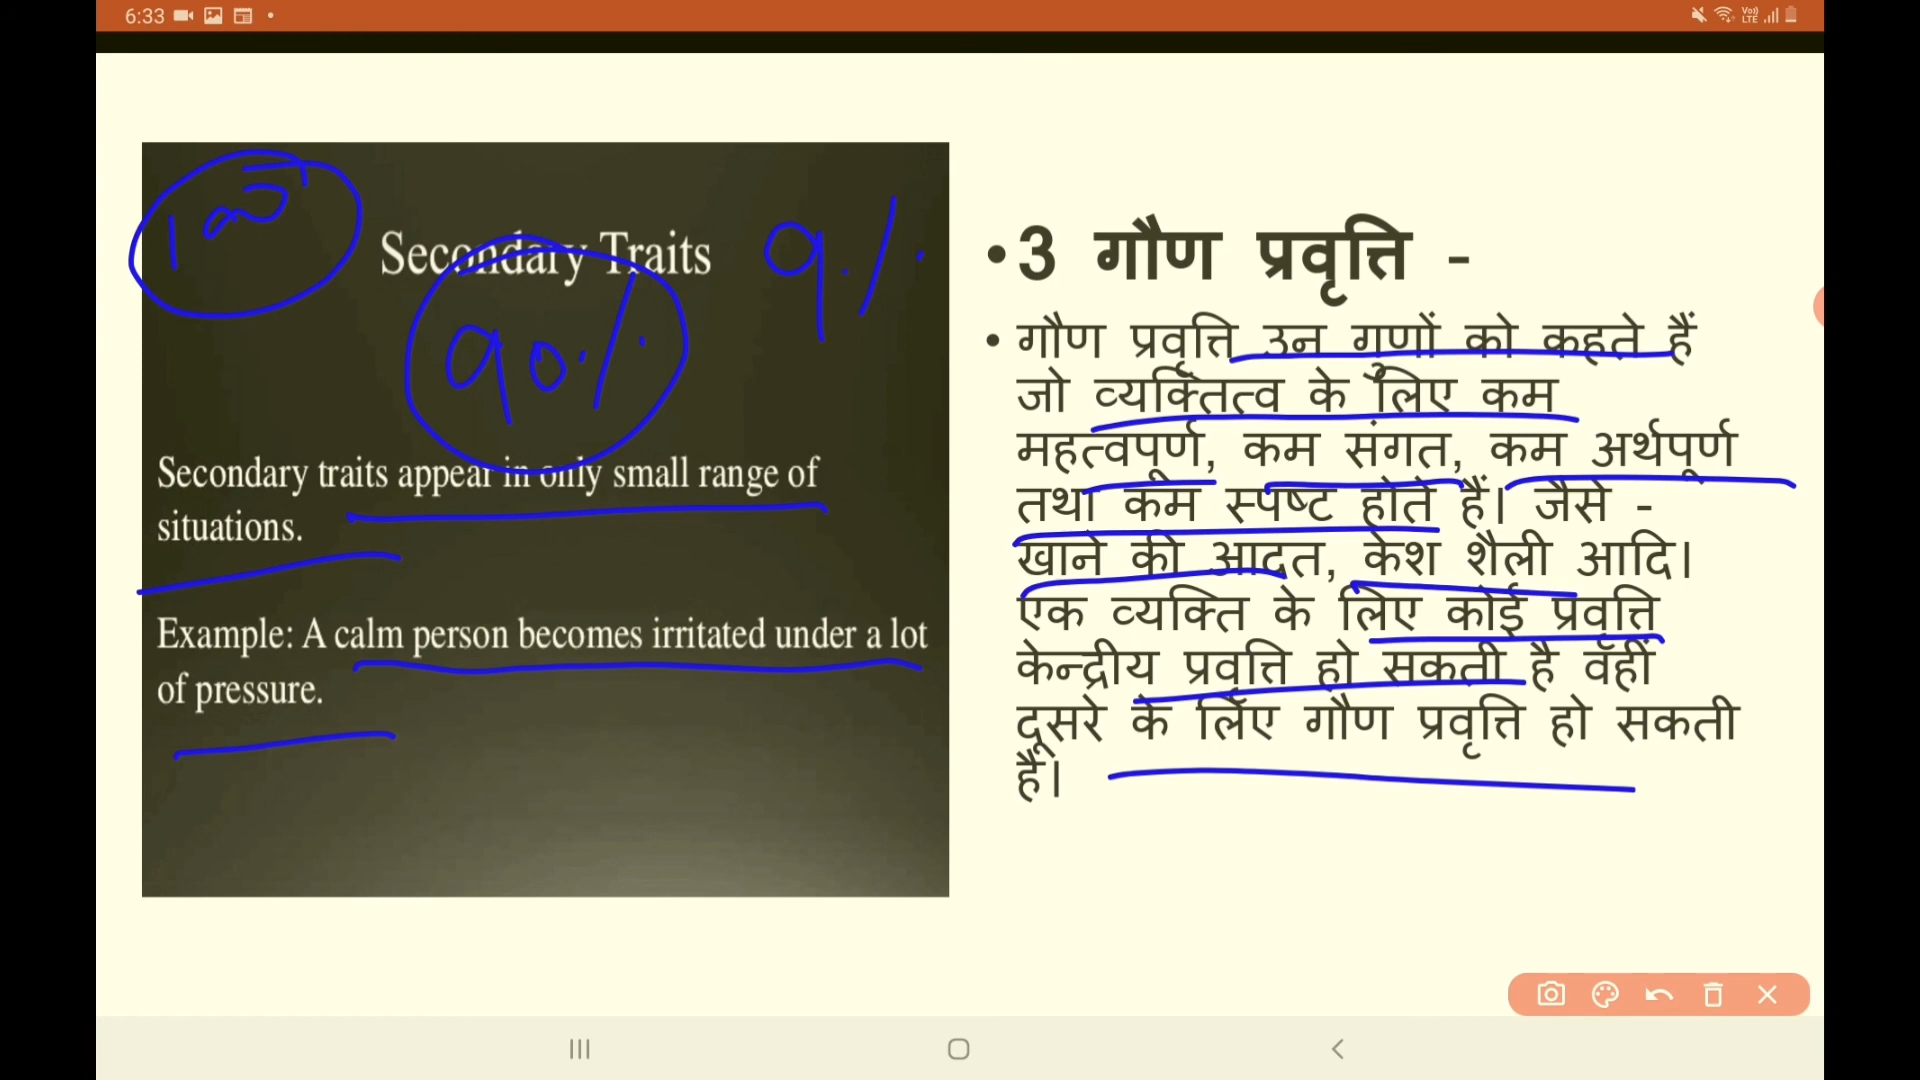 6:33
Vo))
LTE
Secondary Traits
9%
90%
Secondary traits appear in only small range of
situations.
Example: A calm person becomes irritated under a lot
of pressure.
•3 गौण प्रवृत्ति -
• गौण प्रवृत्ति उन गुणों को कहते हैं
जो व्यक्तित्व के लिए कम
महत्वपूर्ण, कम संगत, कम अर्थपूर्ण
तथा कम स्पष्ट होते हैं। जैसे -
खाने की आदत, केश शैली आदि।
एक व्यक्ति के लिए कोई प्रवृत्ति
केन्द्रीय प्रवृत्ति हो सकती है वहीं
दूसरे के लिए गौण प्रवृत्ति हो सकती
है।